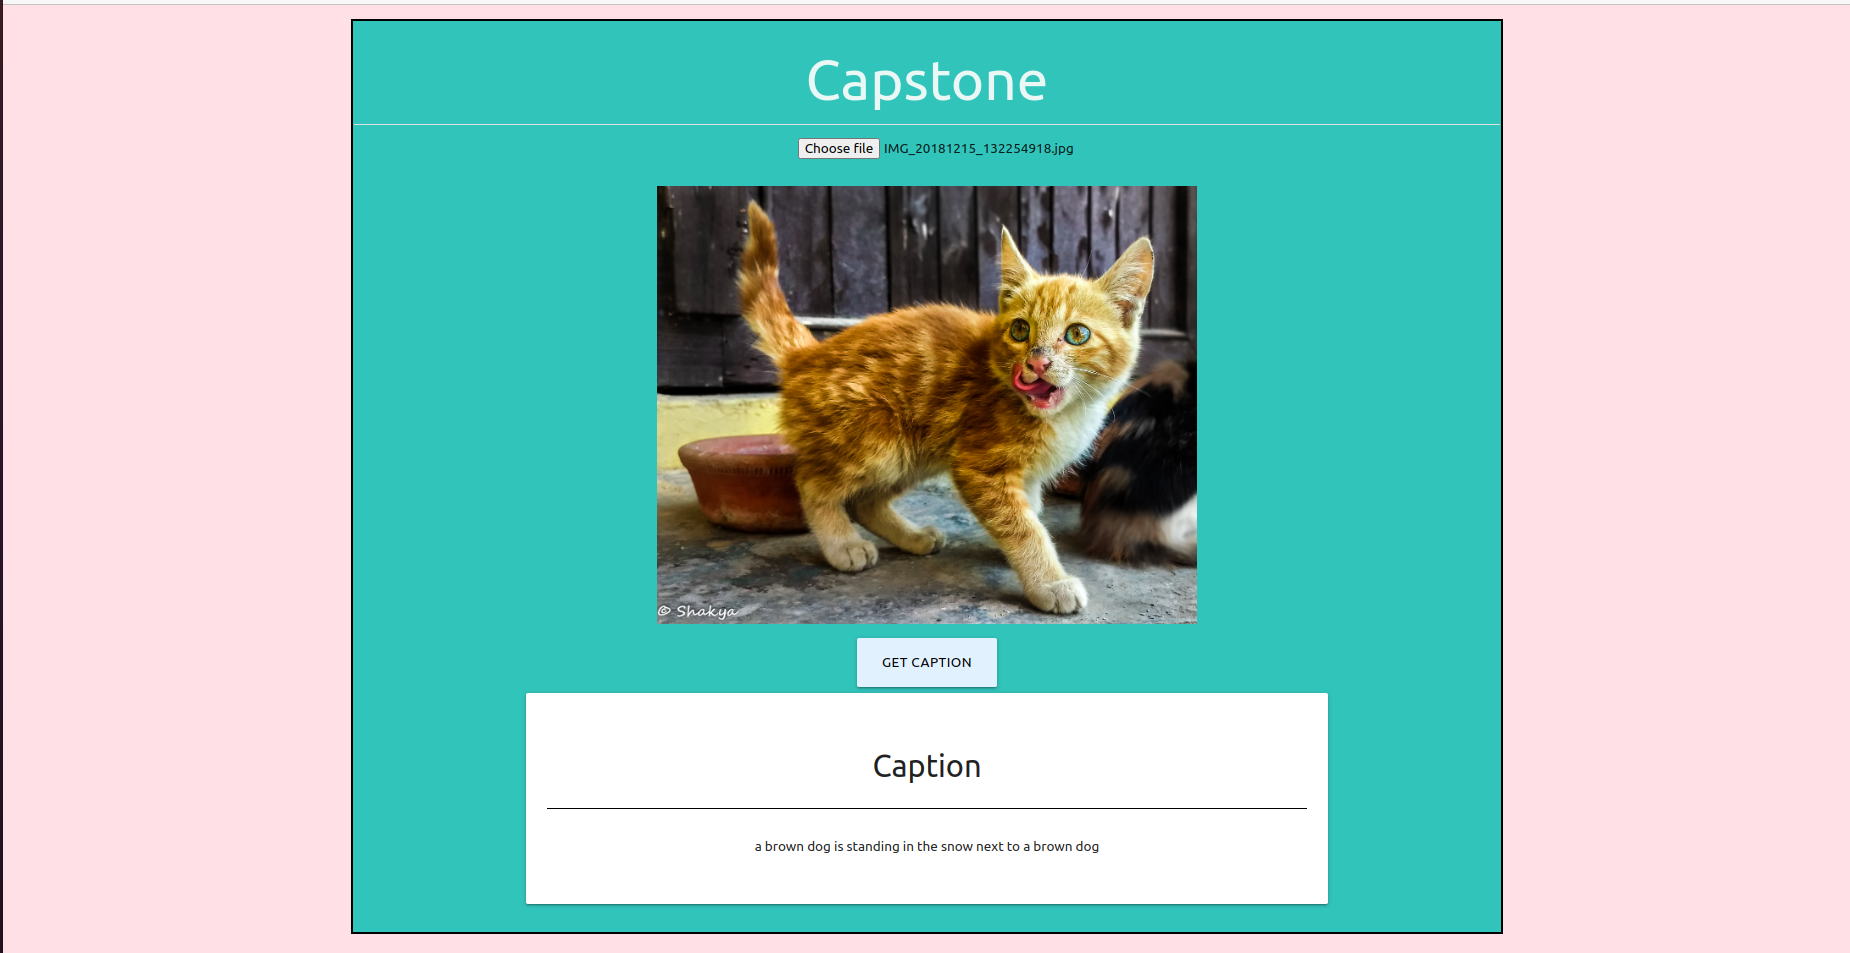 Capstone
Choose file IMG_20181215_132254918.jpg
© Shakya
GET CAPTION
Caption
a brown dog is standing in the snow next to a brown dog